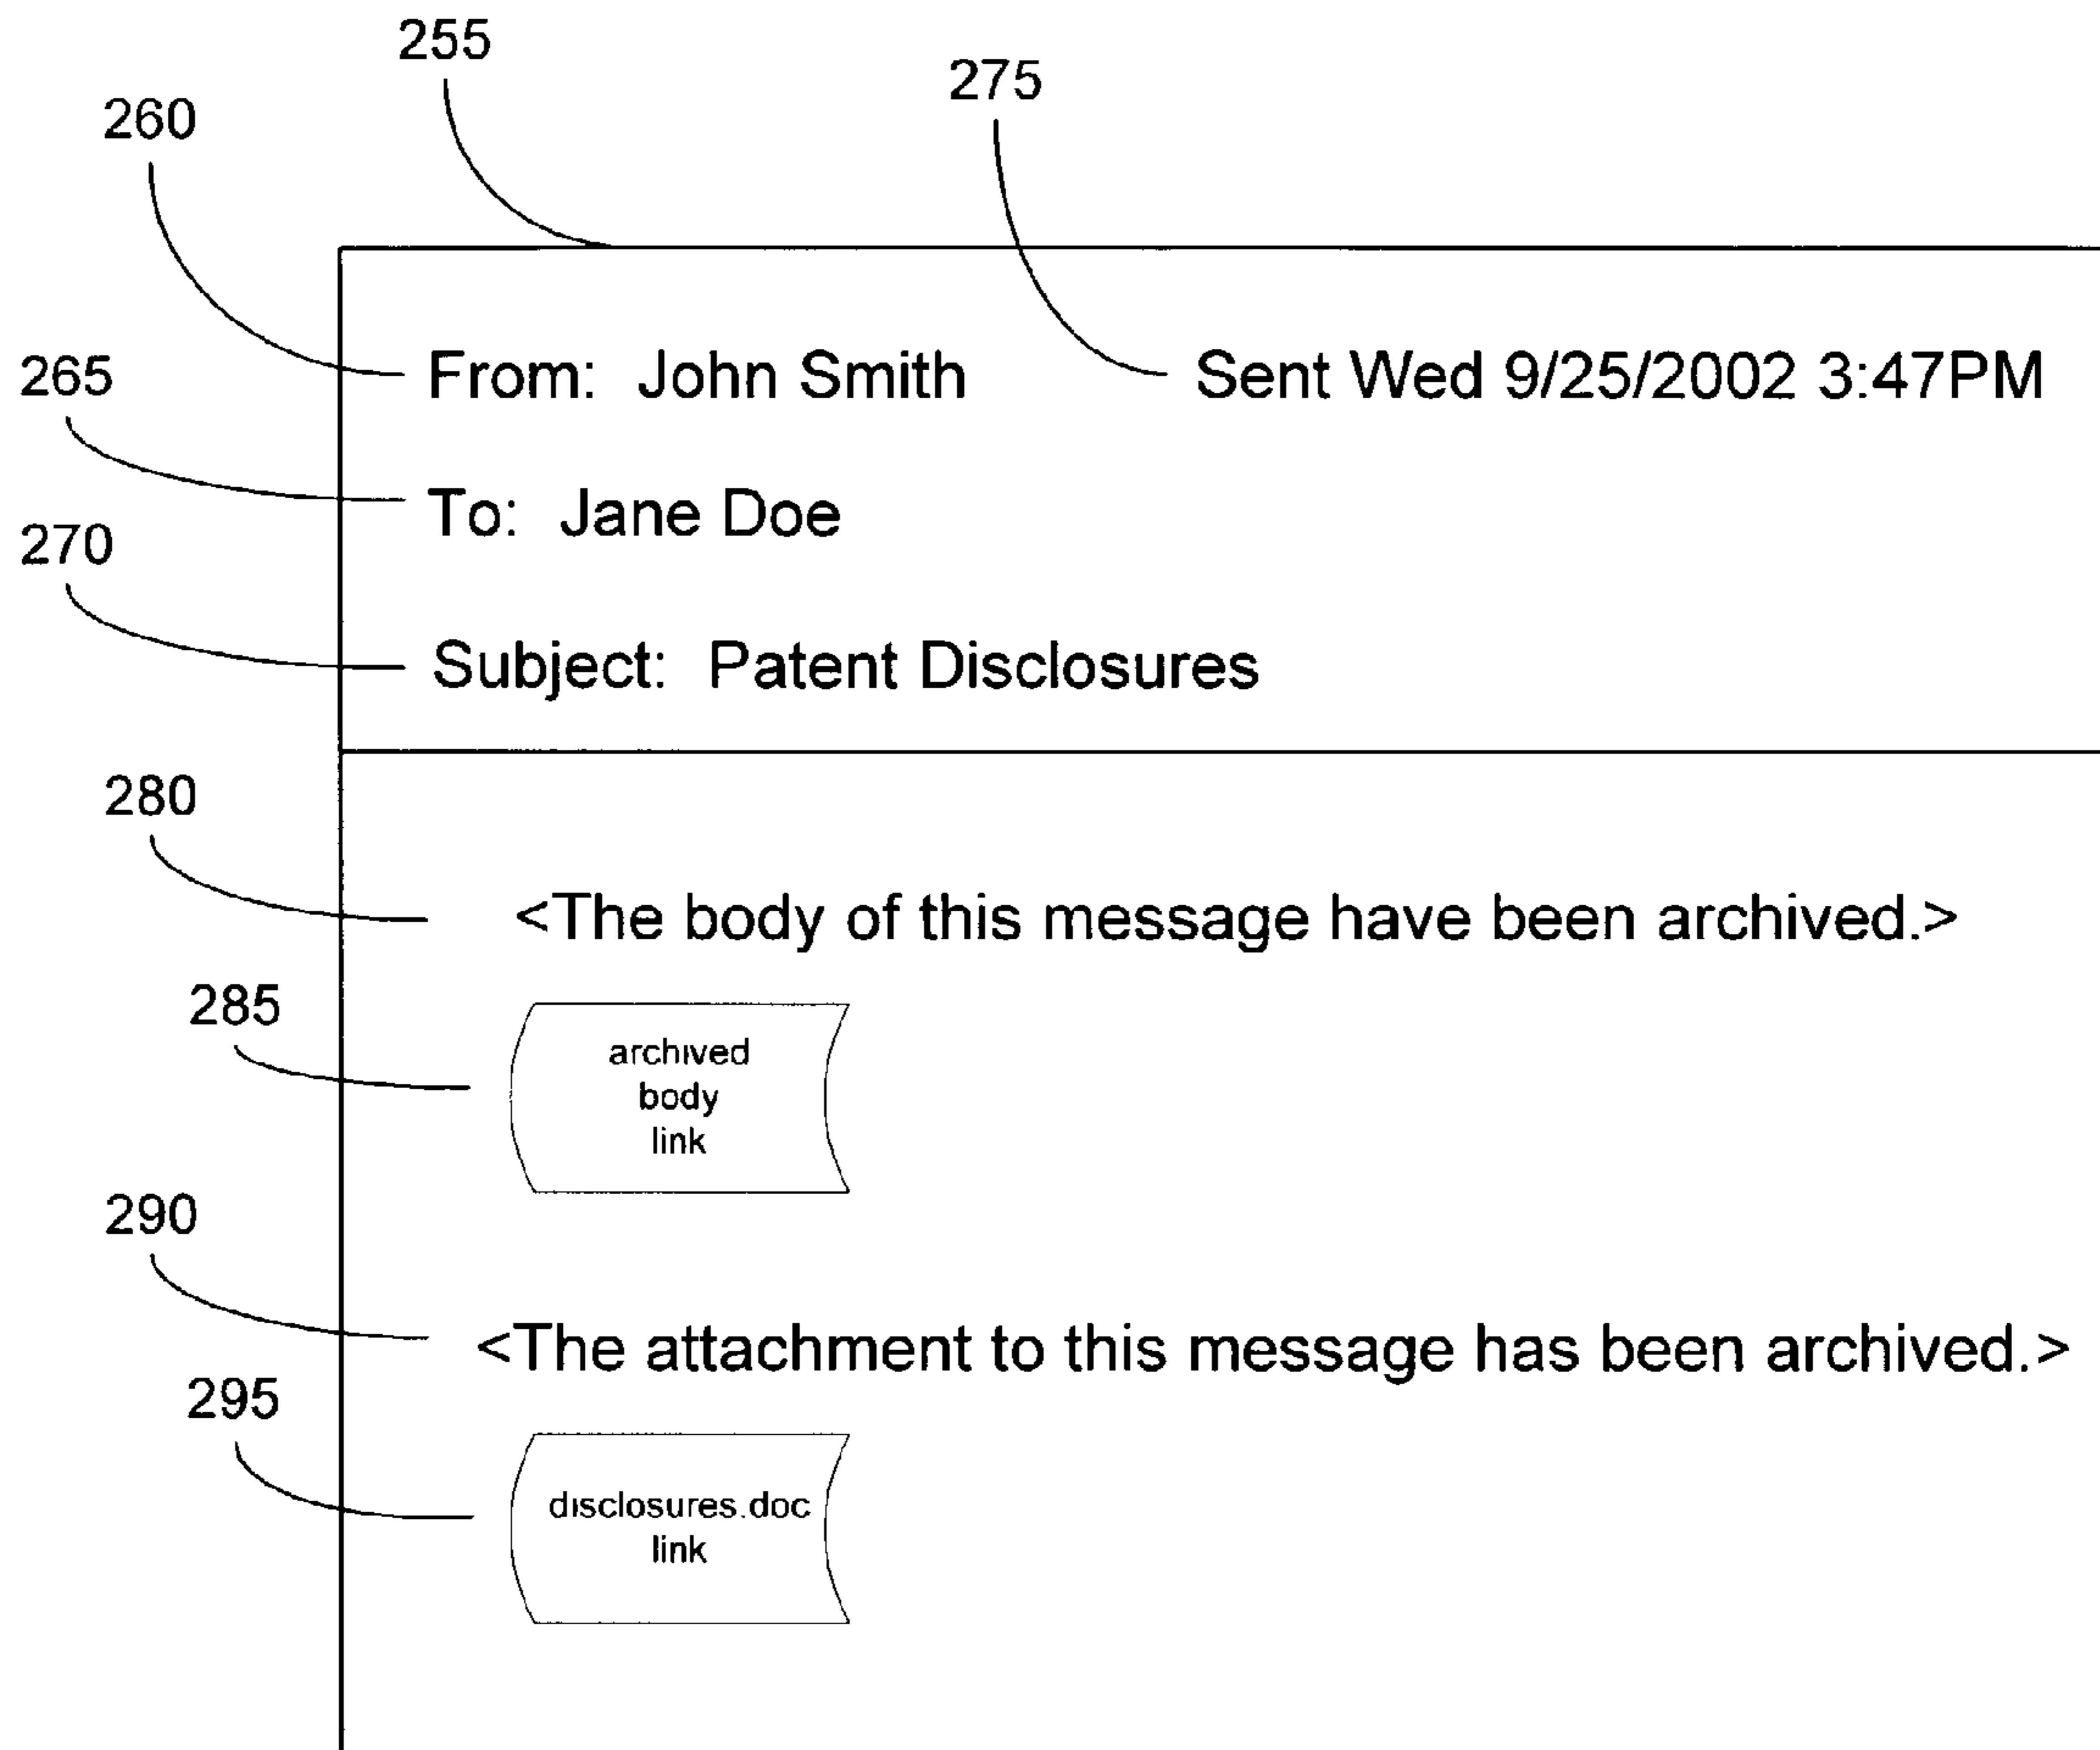 255
275
260
From: John Smith Sent Wed 9/25/2002 3:47PM
265
To: Jane Doe
270
Subject: Patent Disclosures
280
<The body of this message have been archived.>
285
archived
body
link
290
<The attachment to this message has been archived.>
295
disclosures.doc
link